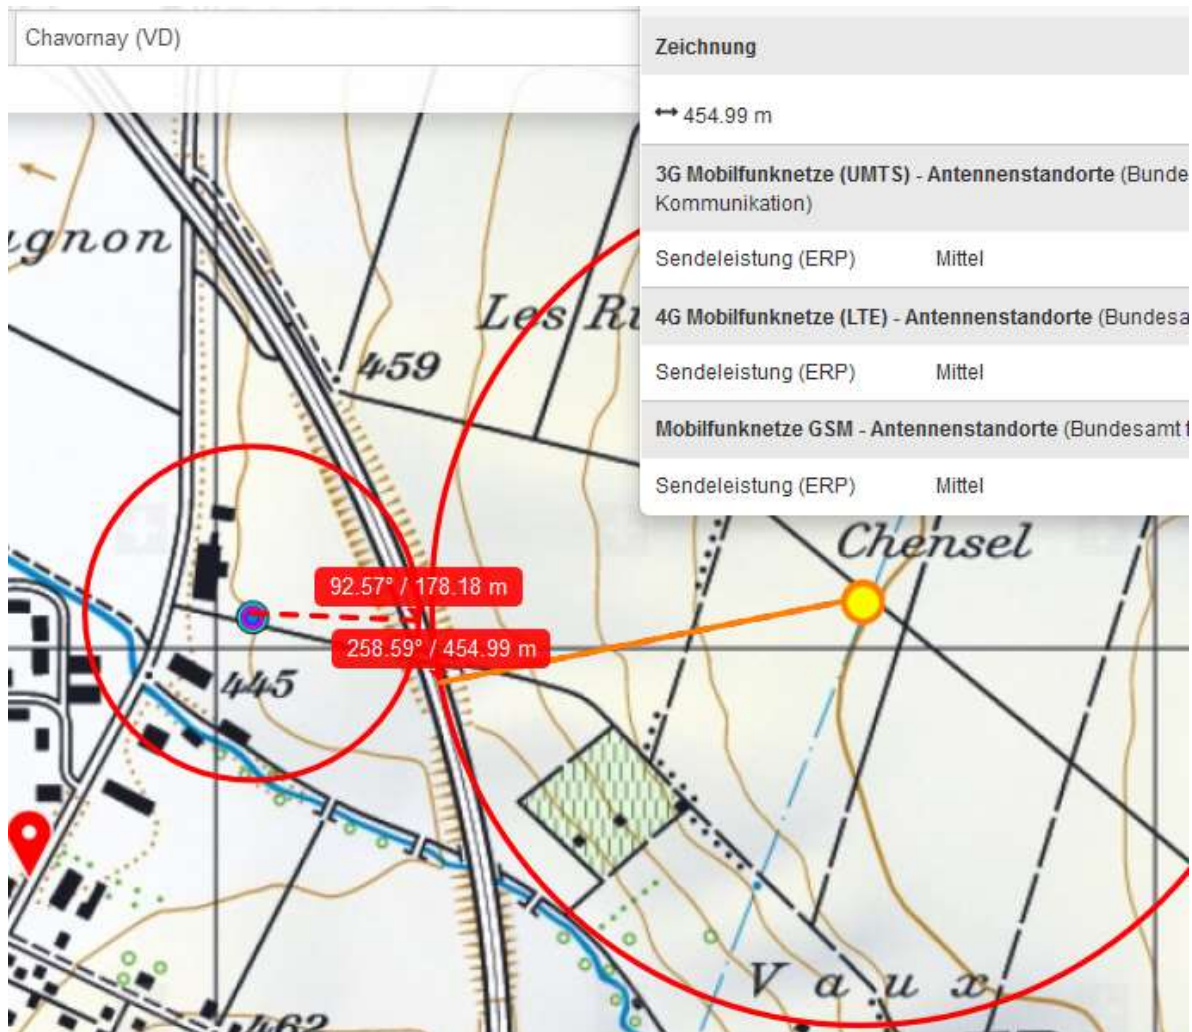 Chavornay (VD)
Zeichnung
454.99 m
3G Mobilfunknetze (UMTS) - Antennenstandorte (Bunde
Kommunikation)
Sendeleistung (ERP) Mittel
4G Mobilfunknetze (LTE) - Antennenstandorte (Bundesa
Sendeleistung (ERP) Mittel
Mobilfunknetze GSM - Antennenstandorte (Bundesamt f
Sendeleistung (ERP) Mittel
gnon
Les Ru
459
Chensel
92.57° / 178.18 m
258.59° / 454.99 m
445
Vaux
462